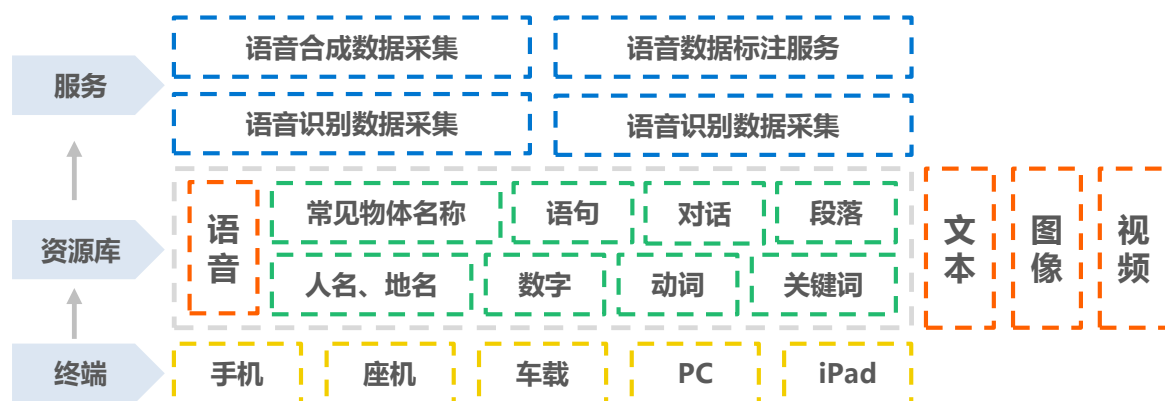 服务
语音合成数据采集
语音数据标注服务
语音识别数据采集
语音识别数据采集
资源库
语音
常见物体名称
语句
对话
段落
人名、地名
数字
动词
关键词
文本
图像
视频
终端
手机
座机
车载
PC
iPad